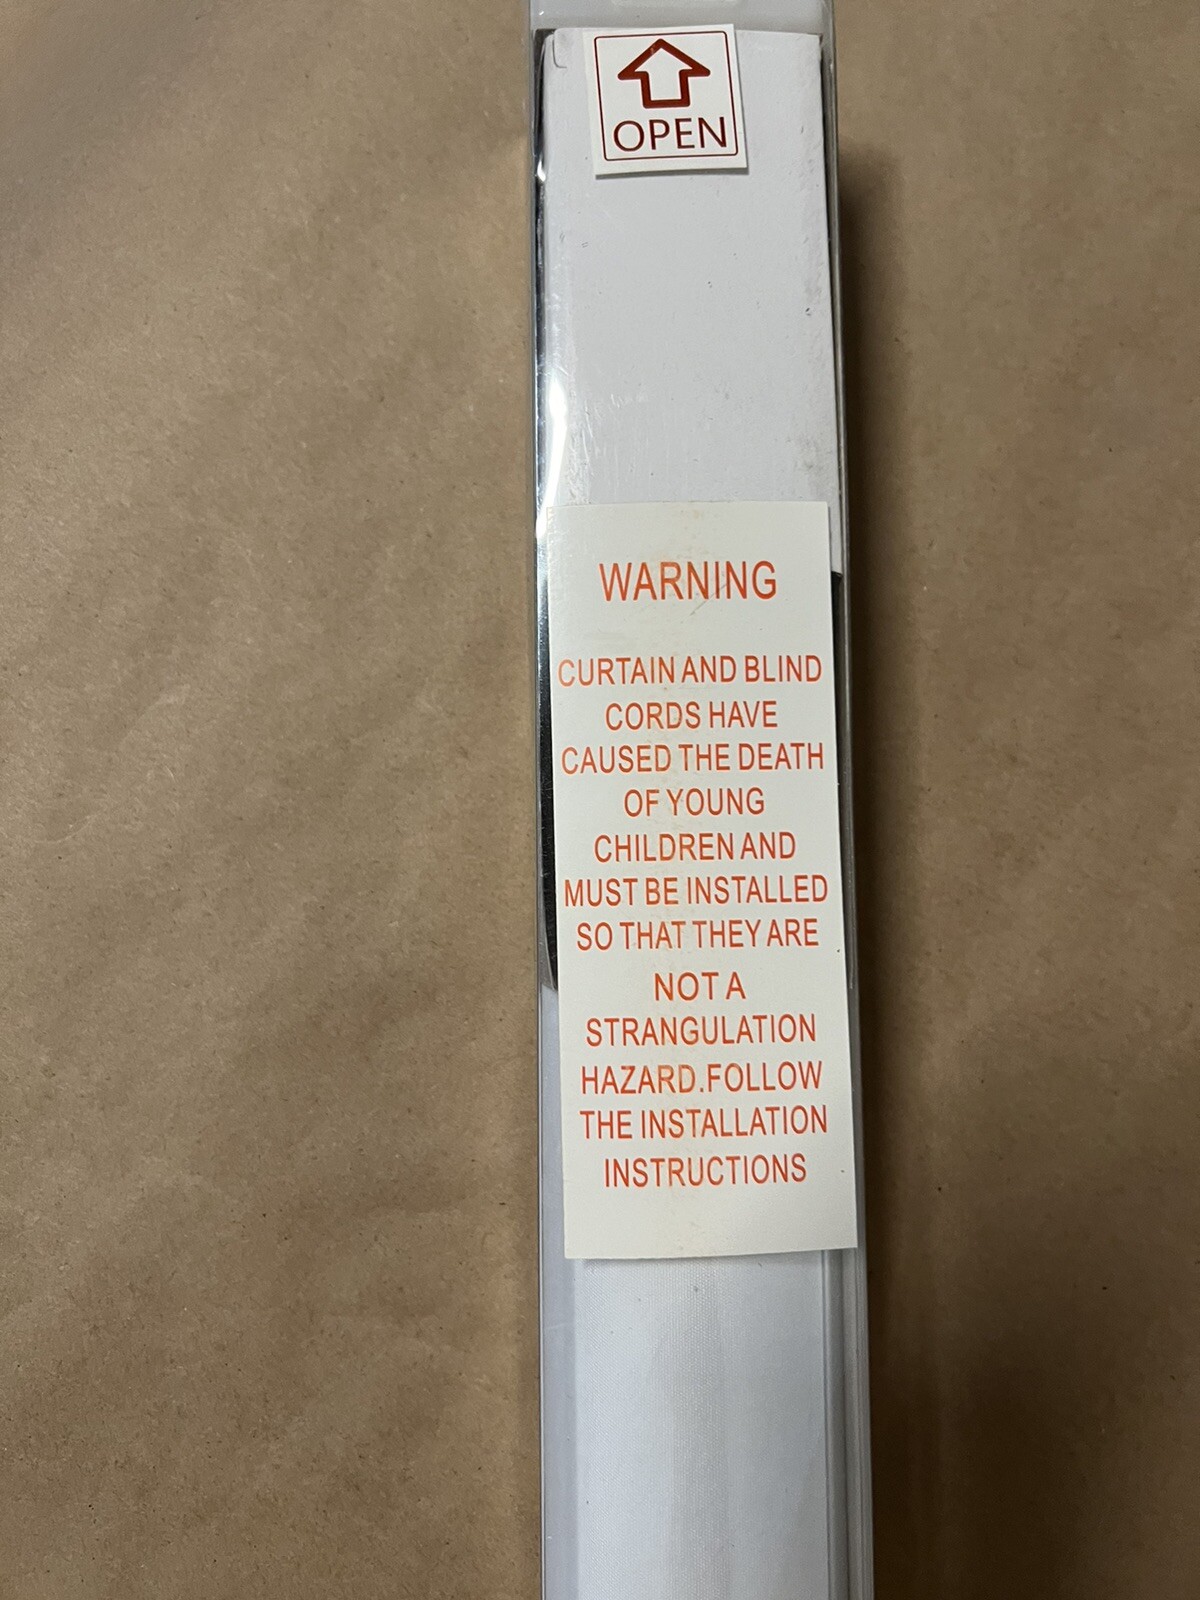 OPEN
WARNING
CURTAIN AND BLIND
CORDS HAVE
CAUSED THE DEATH
OF YOUNG
CHILDREN AND
MUST BE INSTALLED
SO THAT THEY ARE
NOT A
STRANGULATION
HAZARD.FOLLOW
THE INSTALLATION
INSTRUCTIONS